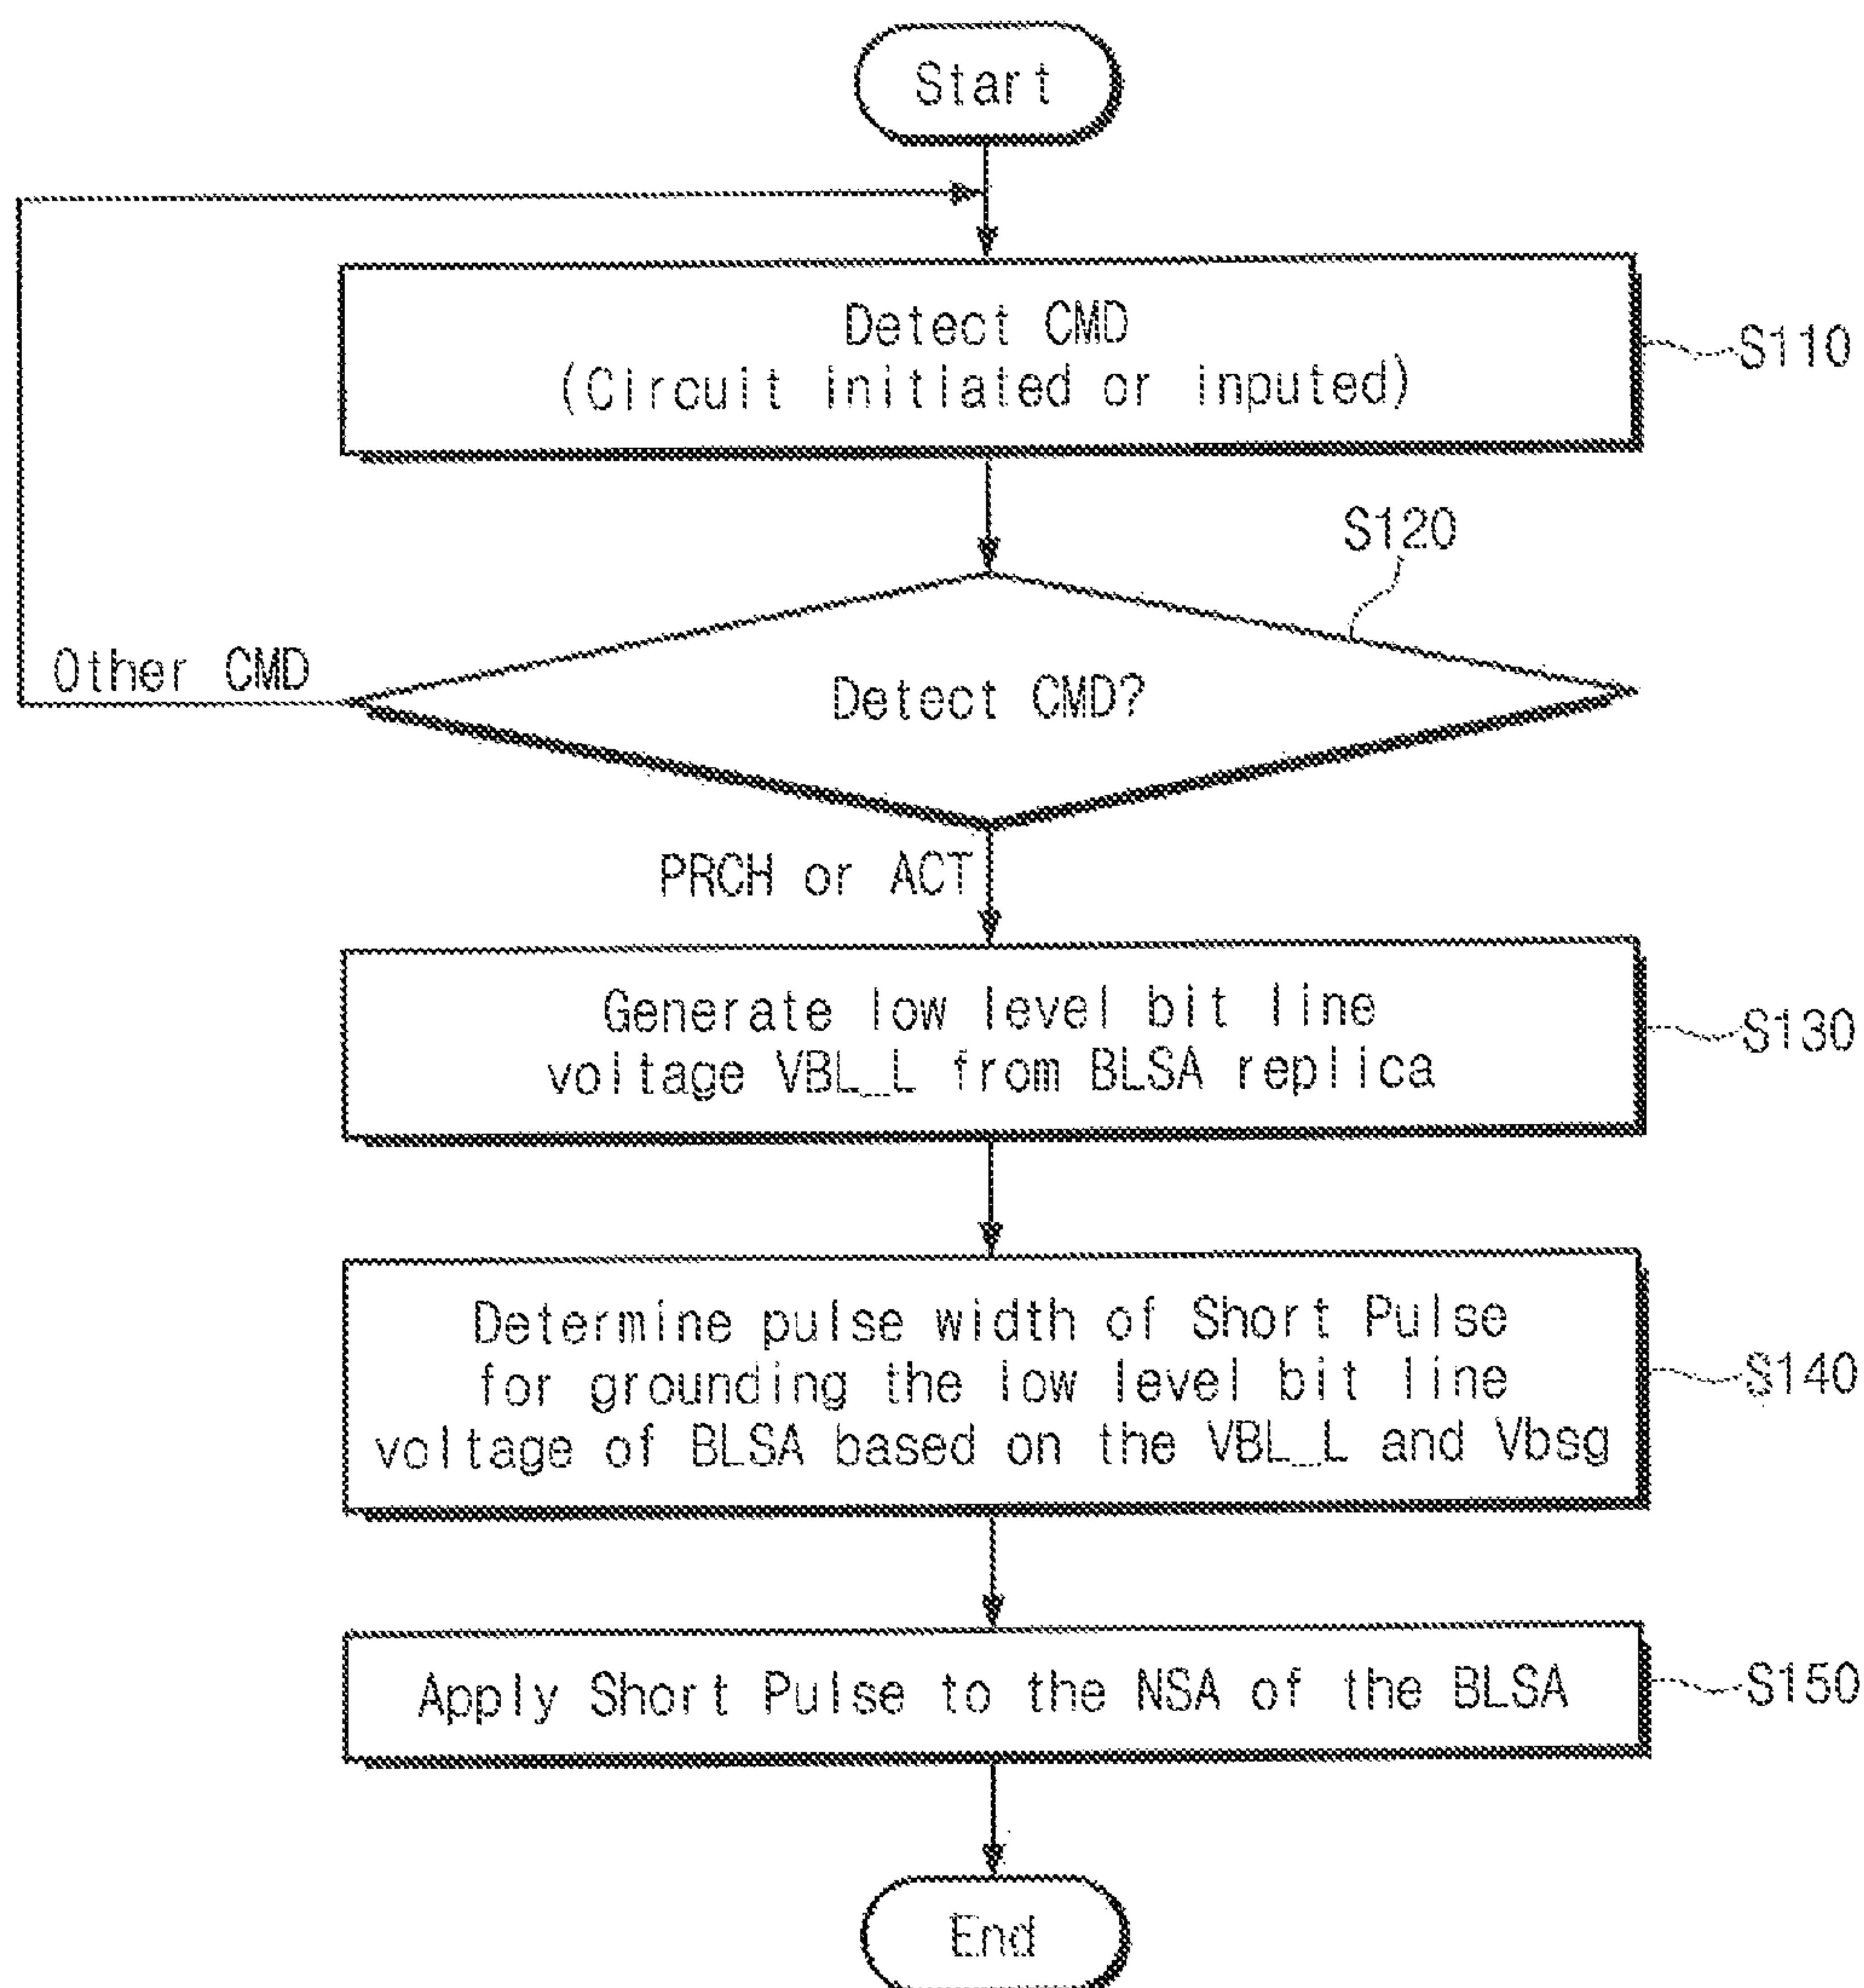 Start
Detect CMD
(Circuit initiated or inputed)
S110
S120
Other CMD
Detect CMD?
PRCH or ACT
Generate low level bit line
voltage VBL_L from BLSA replica
S130
Determine pulse width of Short Pulse
for grounding the low level bit line
voltage of BLSA based on the VBL_L and Vbsg
S140
Apply Short Pulse to the NSA of the BLSA
S150
End